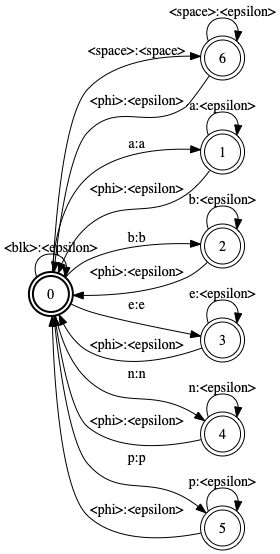 <space>:<epsilon>
6
<space>:<space>
<phi>:<epsilon>
a:<epsilon>
1
a:a
<phi>:<epsilon>
b:<epsilon>
2
b:b
<blk>:<epsilon>
<phi>:<epsilon>
0
e:e
e:<epsilon>
3
<phi>:<epsilon>
n:n
n:<epsilon>
4
<phi>:<epsilon>
p:p
p:<epsilon>
5
<phi>:<epsilon>